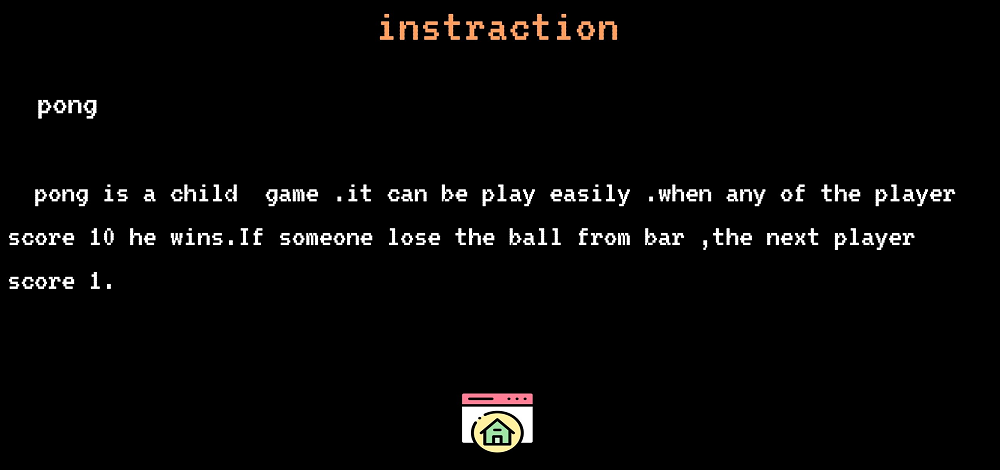 instraction
pong
pong is a child game .it can be play easily .when any of the player
score 10 he wins.If someone lose the ball from bar ,the next player
score 1.